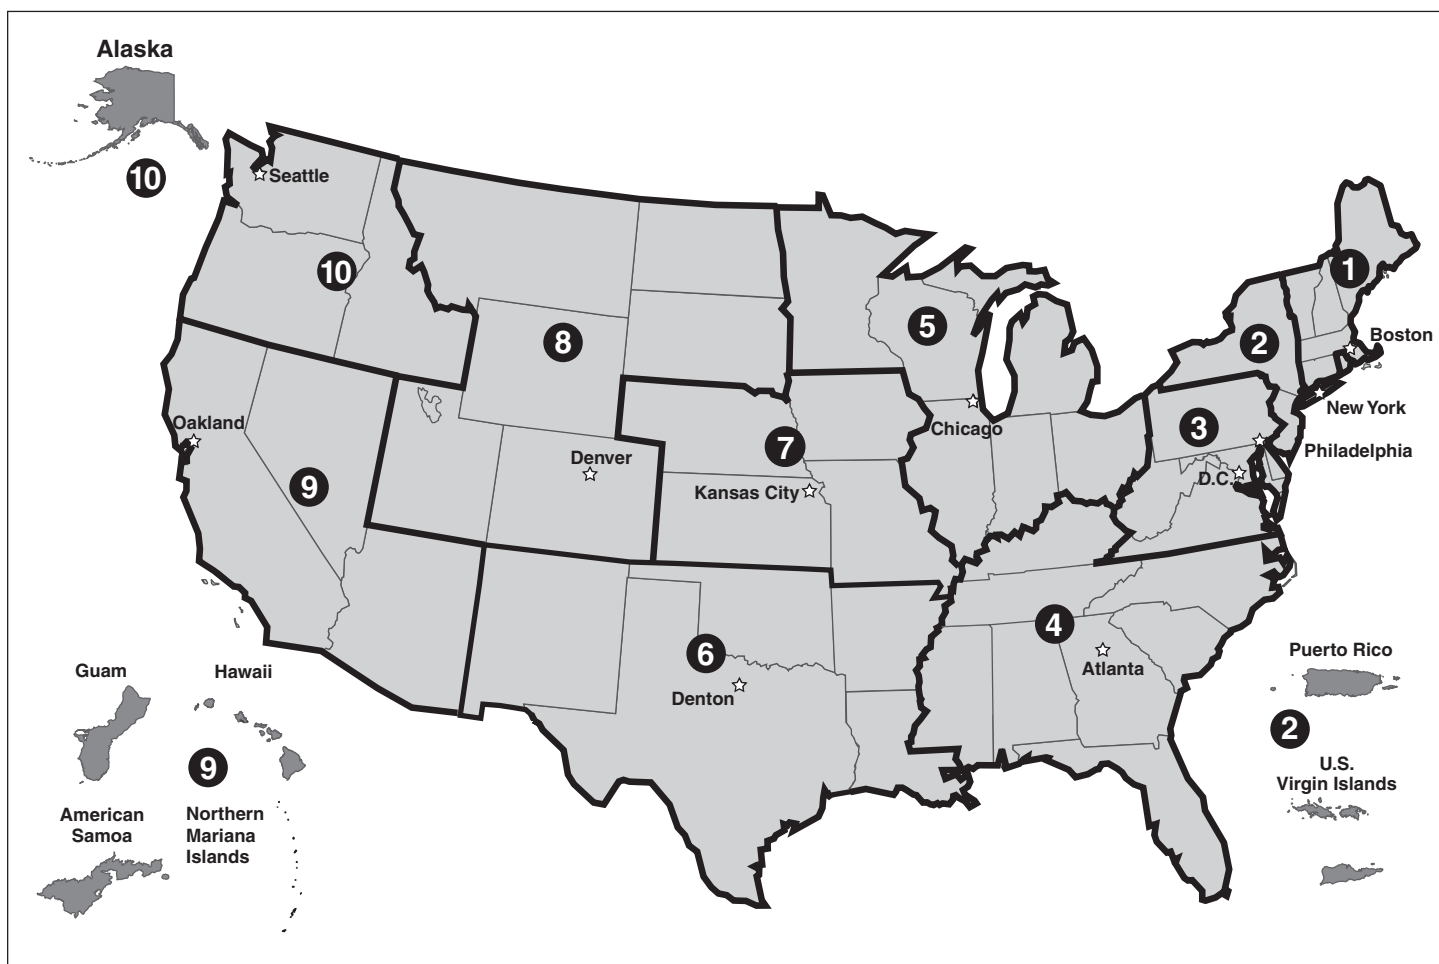 Alaska
10
Seattle
10
1
5
8
2
Boston
New York
Oakland
Chicago
3
7
Philadelphia
Denver
D.C.
9
Kansas City
4
6
Puerto Rico
Guam
Hawaii
Atlanta
Denton
2
9
U.S.
Virgin Islands
American
Samoa
Northern
Mariana
Islands